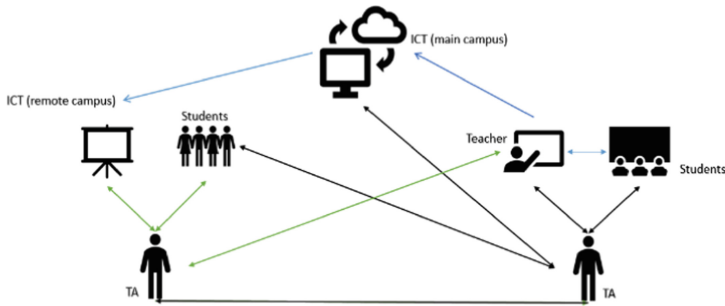 ICT (main campus)
ICT (remote campus)
Students
Teacher
Students
TA
TA